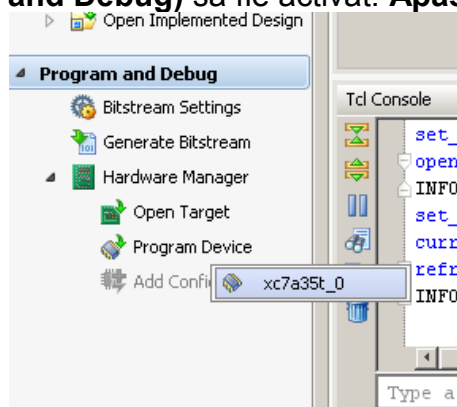 and Debug) să fie activat. Apăs
Open Implemented Design
Program and Debug
Bitstream Settings
Generate Bitstream
Hardware Manager
Open Target
Program Device
Add Confi
xc7a35t_0
Tcl Console
set_
open
INFO
set_
curr
refr
INFO
Type a